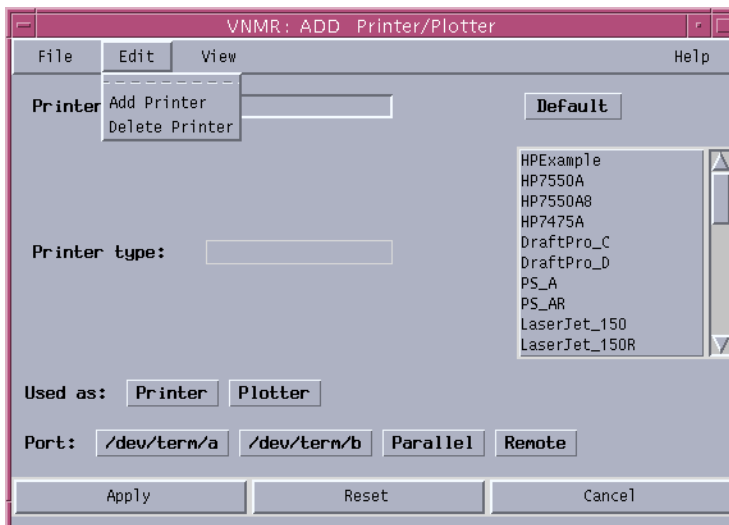 VNMR: ADD Printer/Plotter
File Edit View Help
Add Printer
Delete Printer
Printer
Default
HPExample
HP7550A
HP7550A8
HP7475A
DraftPro_C
DraftPro_D
PS_A
PS_AR
LaserJet_150
LaserJet_150R
Printer type:
Used as: Printer Plotter
Port: /dev/term/a /dev/term/b Parallel Remote
Apply Reset Cancel